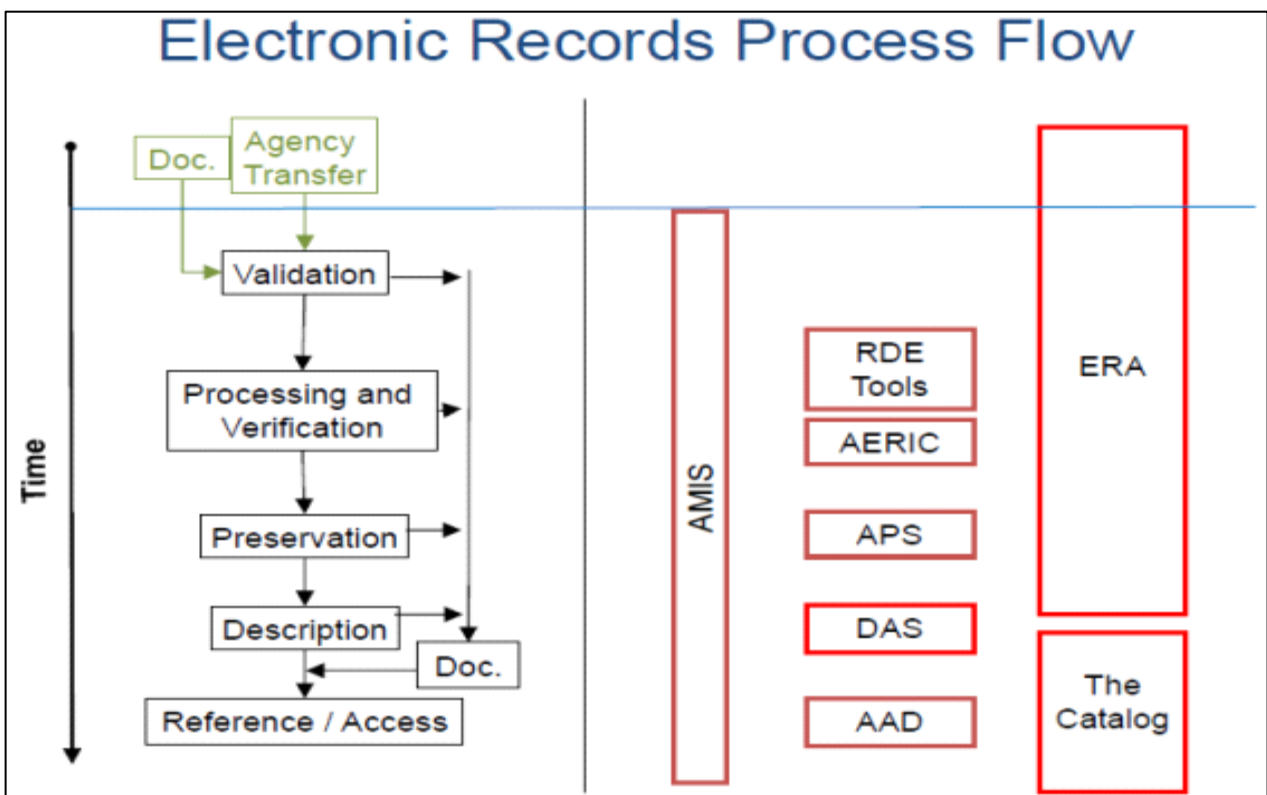 Electronic Records Process Flow
Doc.
Agency
Transfer
Validation
Processing and
Verification
Preservation
Description
Doc.
Reference / Access
Time
AMIS
RDE
Tools
AERIC
APS
DAS
AAD
ERA
The
Catalog